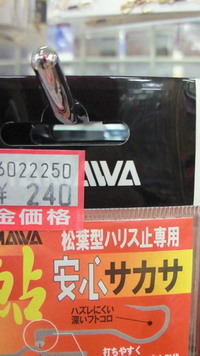 AIWA
6022250
¥ 240
金価格
AIWA
松葉型ハリス止専用
鮎 安心サカサ
ハズレにくい
深いフトコロ
打ちやすく